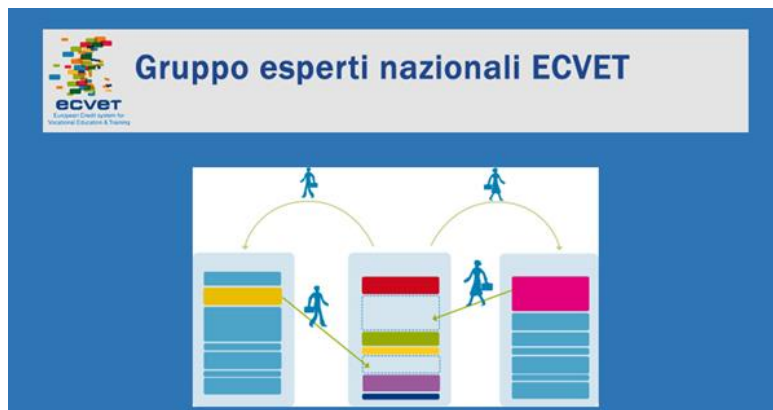 Gruppo esperti nazionali ECVET
ecvet
European Credit system for
Vocational Education & Training